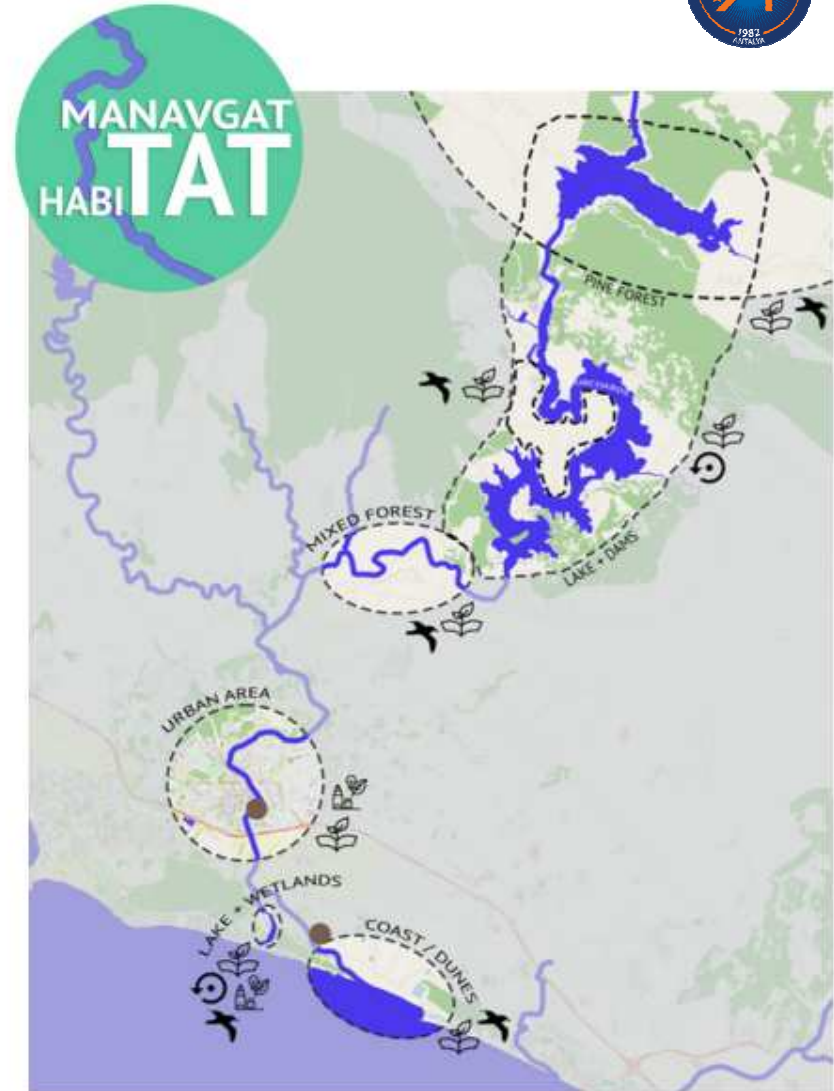 1982
ANTALYA
MANAVGAT
HABITAT
PINE FOREST
MIXED FOREST
LAKE + DAMS
URBAN AREA
LAKE + WETLANDS
COAST / DUNES